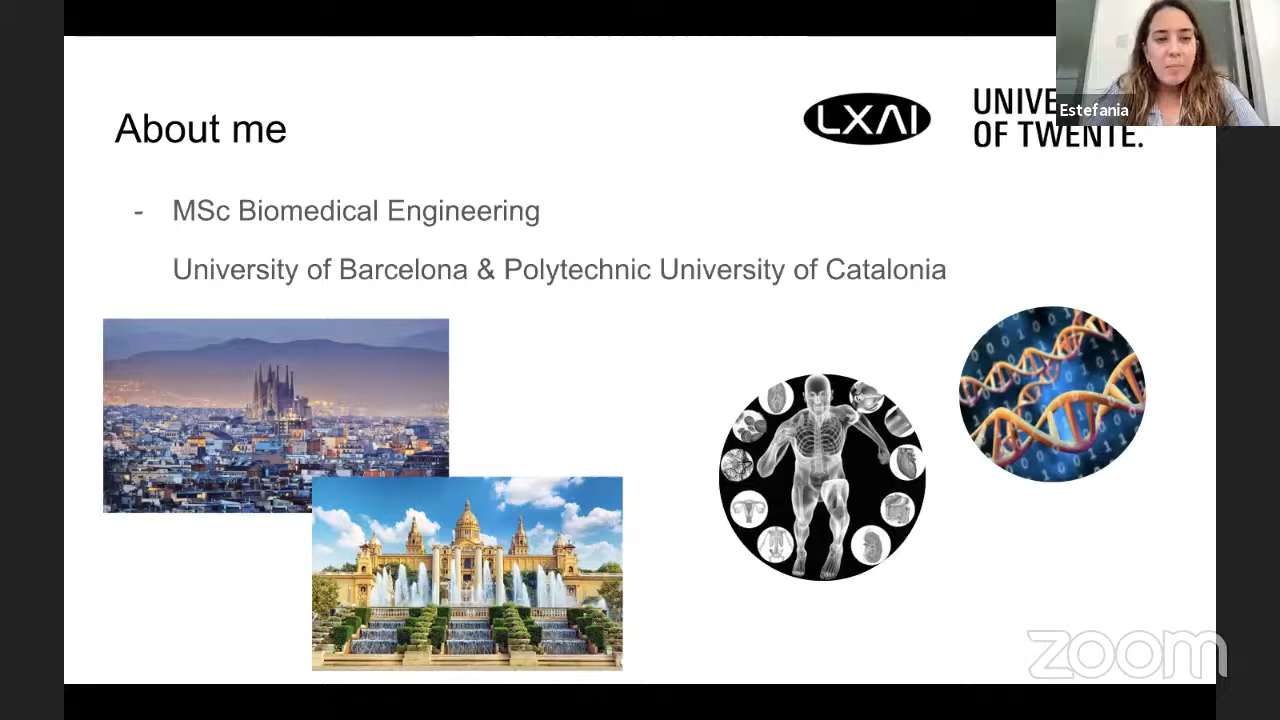 Estefania
LXAI
UNIVE
OF TWENTE.
About me
- MSc Biomedical Engineering
University of Barcelona & Polytechnic University of Catalonia
zoom